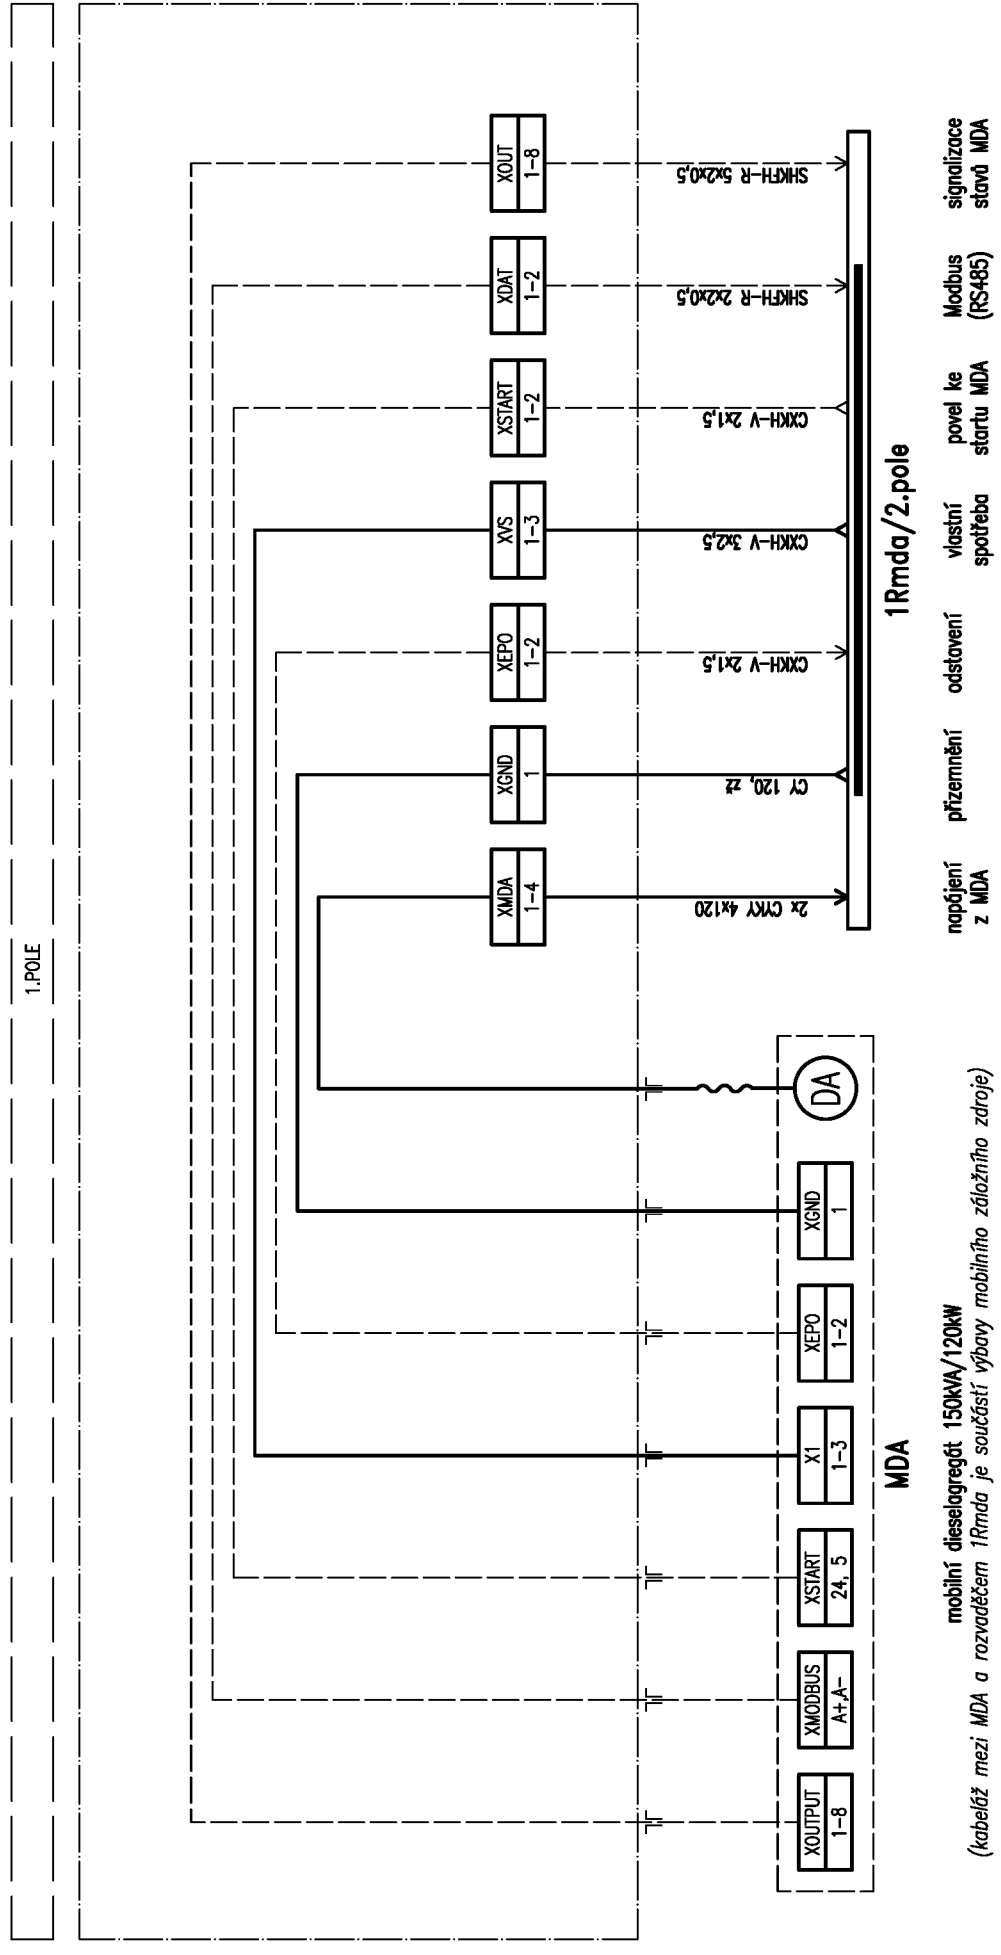 1.POLE
XOUTPUT
1-8
XMODBUS
A+,A-
XSTART
24, 5
X1
1-3
XEPO
1-2
XGND
1
DA
MDA
mobilní dieselagregát 150kVA/120kW
(kabeláž mezi MDA a rozvaděčem 1Rmda je součástí výbavy mobilního záložního zdroje)
XMDA
1-4
XGND
1
XEPO
1-2
XVS
1-3
XSTART
1-2
XDAT
1-2
XOUT
1-8
2x CYKY 4x120
CY 120, zž
CXKH-V 2x1,5
CXKH-V 3x2,5
CXKH-V 2x1,5
SHKFH-R 2x2x0,5
SHKFH-R 5x2x0,5
1Rmda/2.pole
napájení
z MDA
přizemnění
odstavení
vlastní
spotřeba
povel ke
startu MDA
Modbus
(RS485)
signalizace
stavů MDA